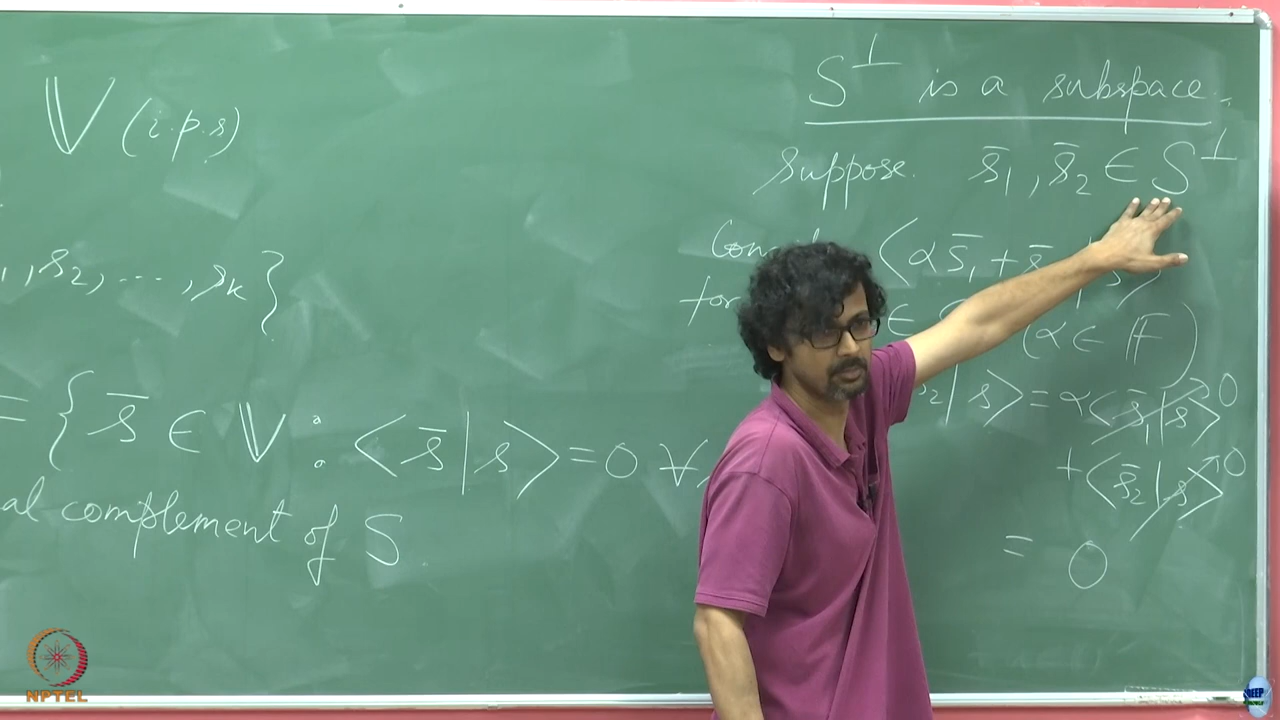 𝕍 (i.p.s)
, s₂, ..., sₖ}
= {s̄ ∈ 𝕍 : ⟨s̄|s⟩ = 0 ∀
al complement of S.
S^⊥ is a subspace.
suppose s̄₁, s̄₂ ∈ S^⊥
⟨αs̄₁ +
for ∈ (α ∈ 𝔽)
s⟩ = α⟨s̄₁|s⟩ 0
+ ⟨s̄₂|s⟩ 0
= 0
NPTEL